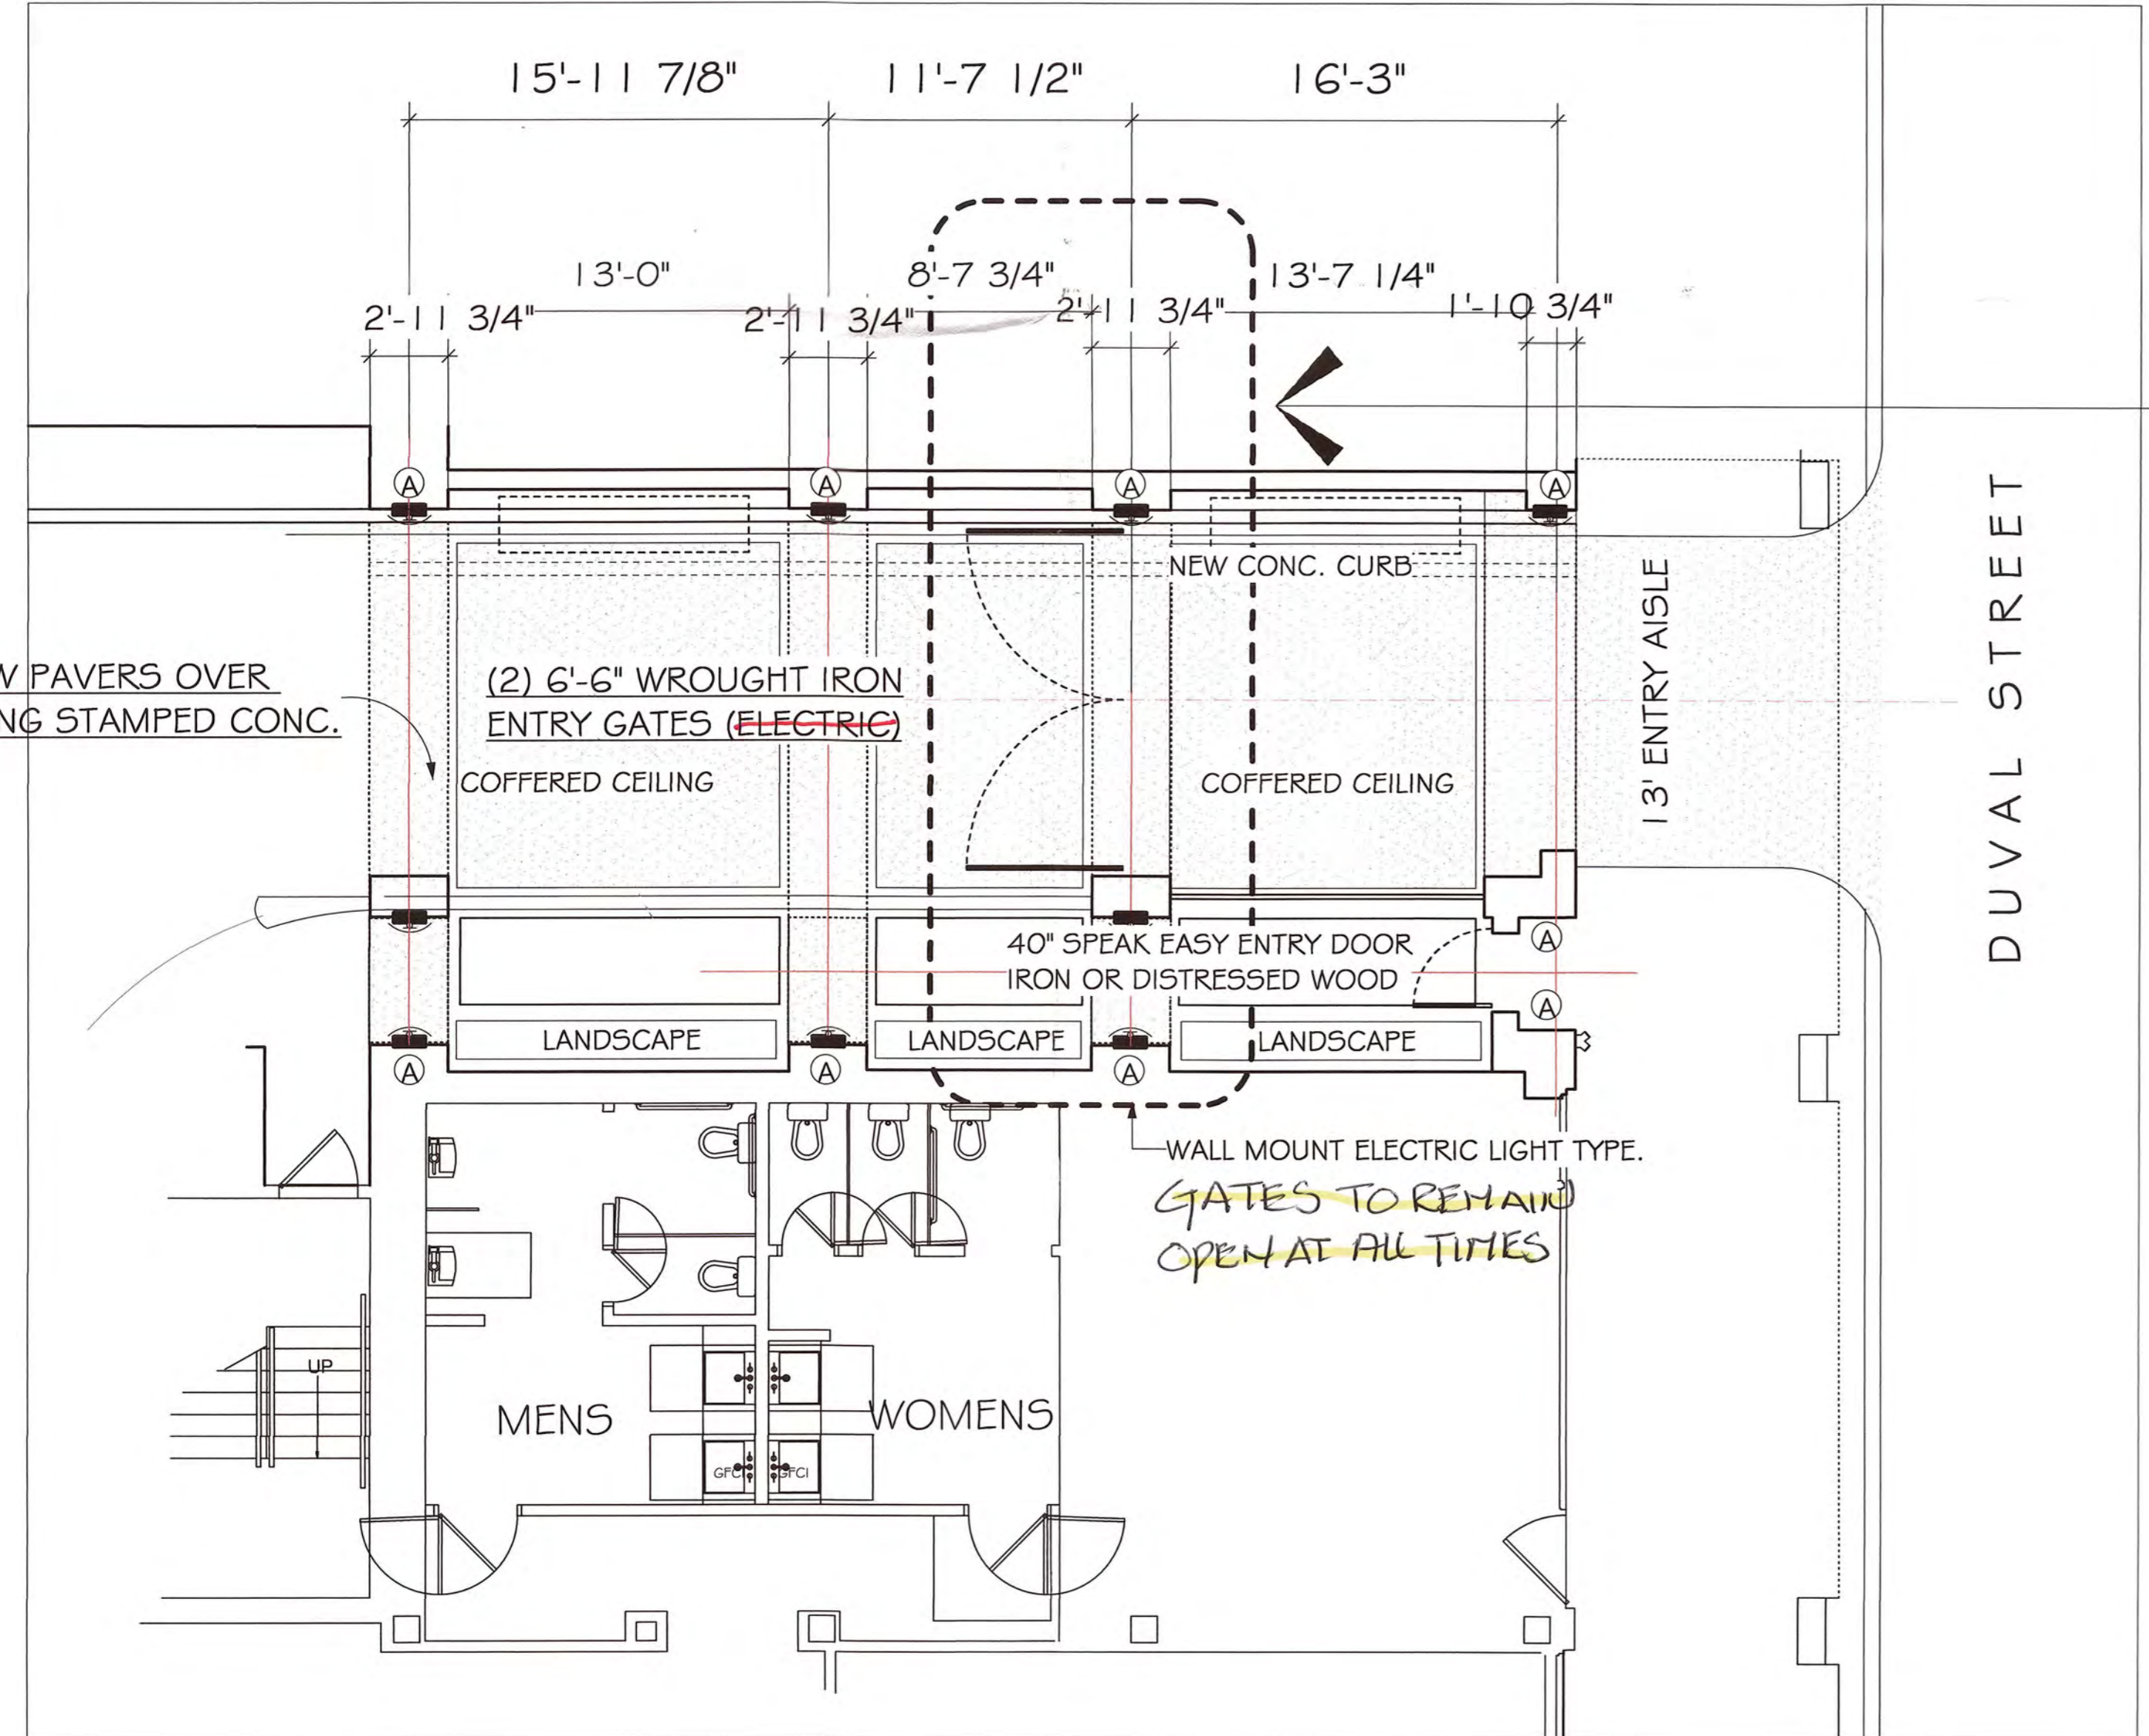 15'-11 7/8"
11'-7 1/2"
16'-3"
13'-0"
8'-7 3/4"
13'-7 1/4"
2'-11 3/4"
2'-11 3/4"
2'-11 3/4"
1'-10 3/4"
A
A
A
A
NEW CONC. CURB
13' ENTRY AISLE
DUVAL STREET
PAVERS OVER
STAMPED CONC.
(2) 6'-6" WROUGHT IRON
ENTRY GATES (ELECTRIC)
COFFERED CEILING
COFFERED CEILING
40" SPEAK EASY ENTRY DOOR
IRON OR DISTRESSED WOOD
A
A
LANDSCAPE
LANDSCAPE
LANDSCAPE
A
A
A
WALL MOUNT ELECTRIC LIGHT TYPE.
GATES TO REMAIN
OPEN AT ALL TIMES
UP
MENS
WOMENS
GFCI
GFCI